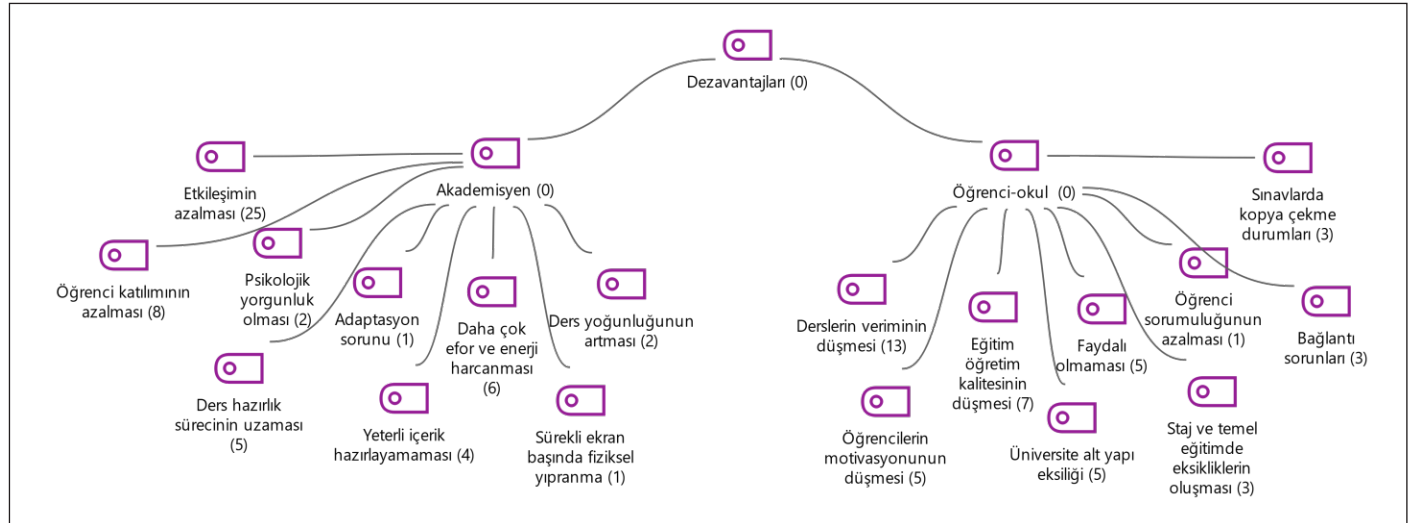 Dezavantajları (0)
Akademisyen (0)
Öğrenci-okul (0)
Etkileşimin
azalması (25)
Öğrenci katılımının
azalması (8)
Psikolojik
yorgunluk
olması (2)
Adaptasyon
sorunu (1)
Daha çok
efor ve enerji
harcanması
(6)
Ders yoğunluğunun
artması (2)
Ders hazırlık
sürecinin uzaması
(5)
Yeterli içerik
hazırlayamaması (4)
Sürekli ekran
başında fiziksel
yıpranma (1)
Sınavlarda
kopya çekme
durumları (3)
Derslerin veriminin
düşmesi (13)
Eğitim
öğretim
kalitesinin
düşmesi (7)
Faydalı
olmaması (5)
Öğrenci
sorumuluğunun
azalması (1)
Bağlantı
sorunları (3)
Öğrencilerin
motivasyonunun
düşmesi (5)
Üniversite alt yapı
eksiliği (5)
Staj ve temel
eğitimde
eksikliklerin
oluşması (3)